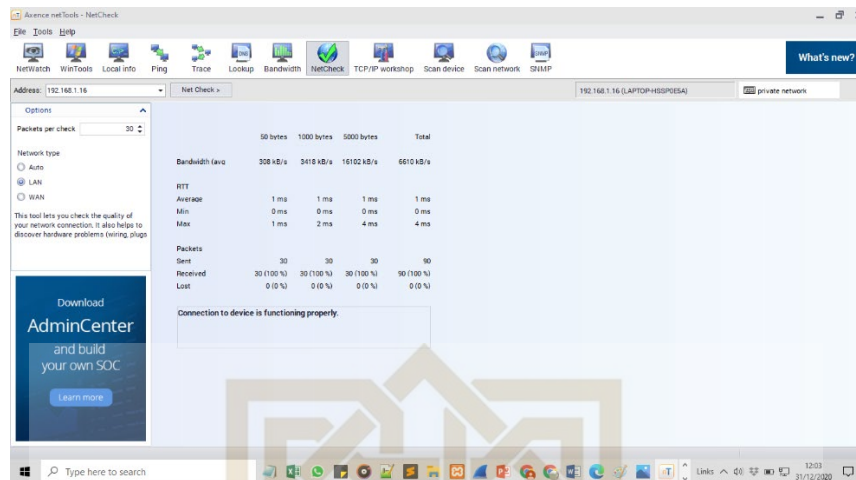 Axence netTools - NetCheck
File Tools Help
NetWatch WinTools Local info Ping Trace Lookup Bandwidth NetCheck TCP/IP workshop Scan device Scan network SNMP
What's new?
Address: 192.168.1.16 Net Check » 192.168.1.16 (LAPTOP-HSSP0E5A) private network
Options
Packets per check 30
Network type
Auto
LAN
WAN
This tool lets you check the quality of
your network connection. It also helps to
discover hardware problems (wiring, plugs
50 bytes 1000 bytes 5000 bytes Total
Bandwidth (avg 308 kB/s 3418 kB/s 16102 kB/s 6610 kB/s
RTT
Average 1 ms 1 ms 1 ms 1 ms
Min 0 ms 0 ms 0 ms 0 ms
Max 1 ms 2 ms 4 ms 4 ms
Packets
Sent 30 30 30 90
Received 30 (100 %) 30 (100 %) 30 (100 %) 90 (100 %)
Lost 0 (0 %) 0 (0 %) 0 (0 %) 0 (0 %)
Connection to device is functioning properly.
Download
AdminCenter
and build
your own SOC
Learn more
Type here to search
Links
12:03
31/12/2020